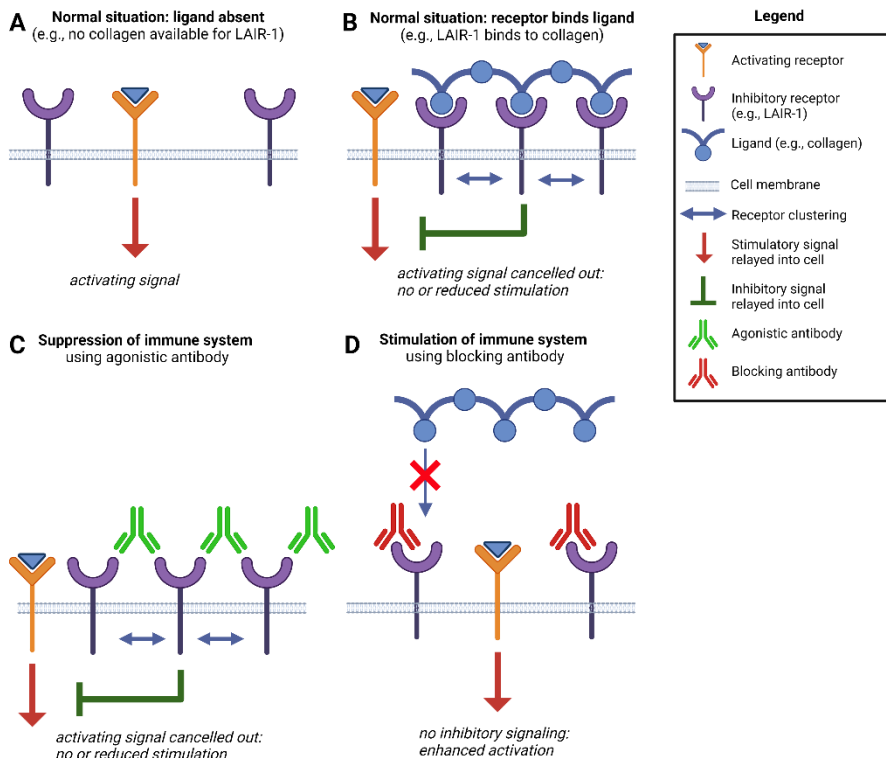 A
Normal situation: ligand absent
(e.g., no collagen available for LAIR-1)
activating signal
B
Normal situation: receptor binds ligand
(e.g., LAIR-1 binds to collagen)
activating signal cancelled out:
no or reduced stimulation
C
Suppression of immune system
using agonistic antibody
activating signal cancelled out:
no or reduced stimulation
D
Stimulation of immune system
using blocking antibody
no inhibitory signaling:
enhanced activation
Legend
Activating receptor
Inhibitory receptor
(e.g., LAIR-1)
Ligand (e.g., collagen)
Cell membrane
Receptor clustering
Stimulatory signal
relayed into cell
Inhibitory signal
relayed into cell
Agonistic antibody
Blocking antibody